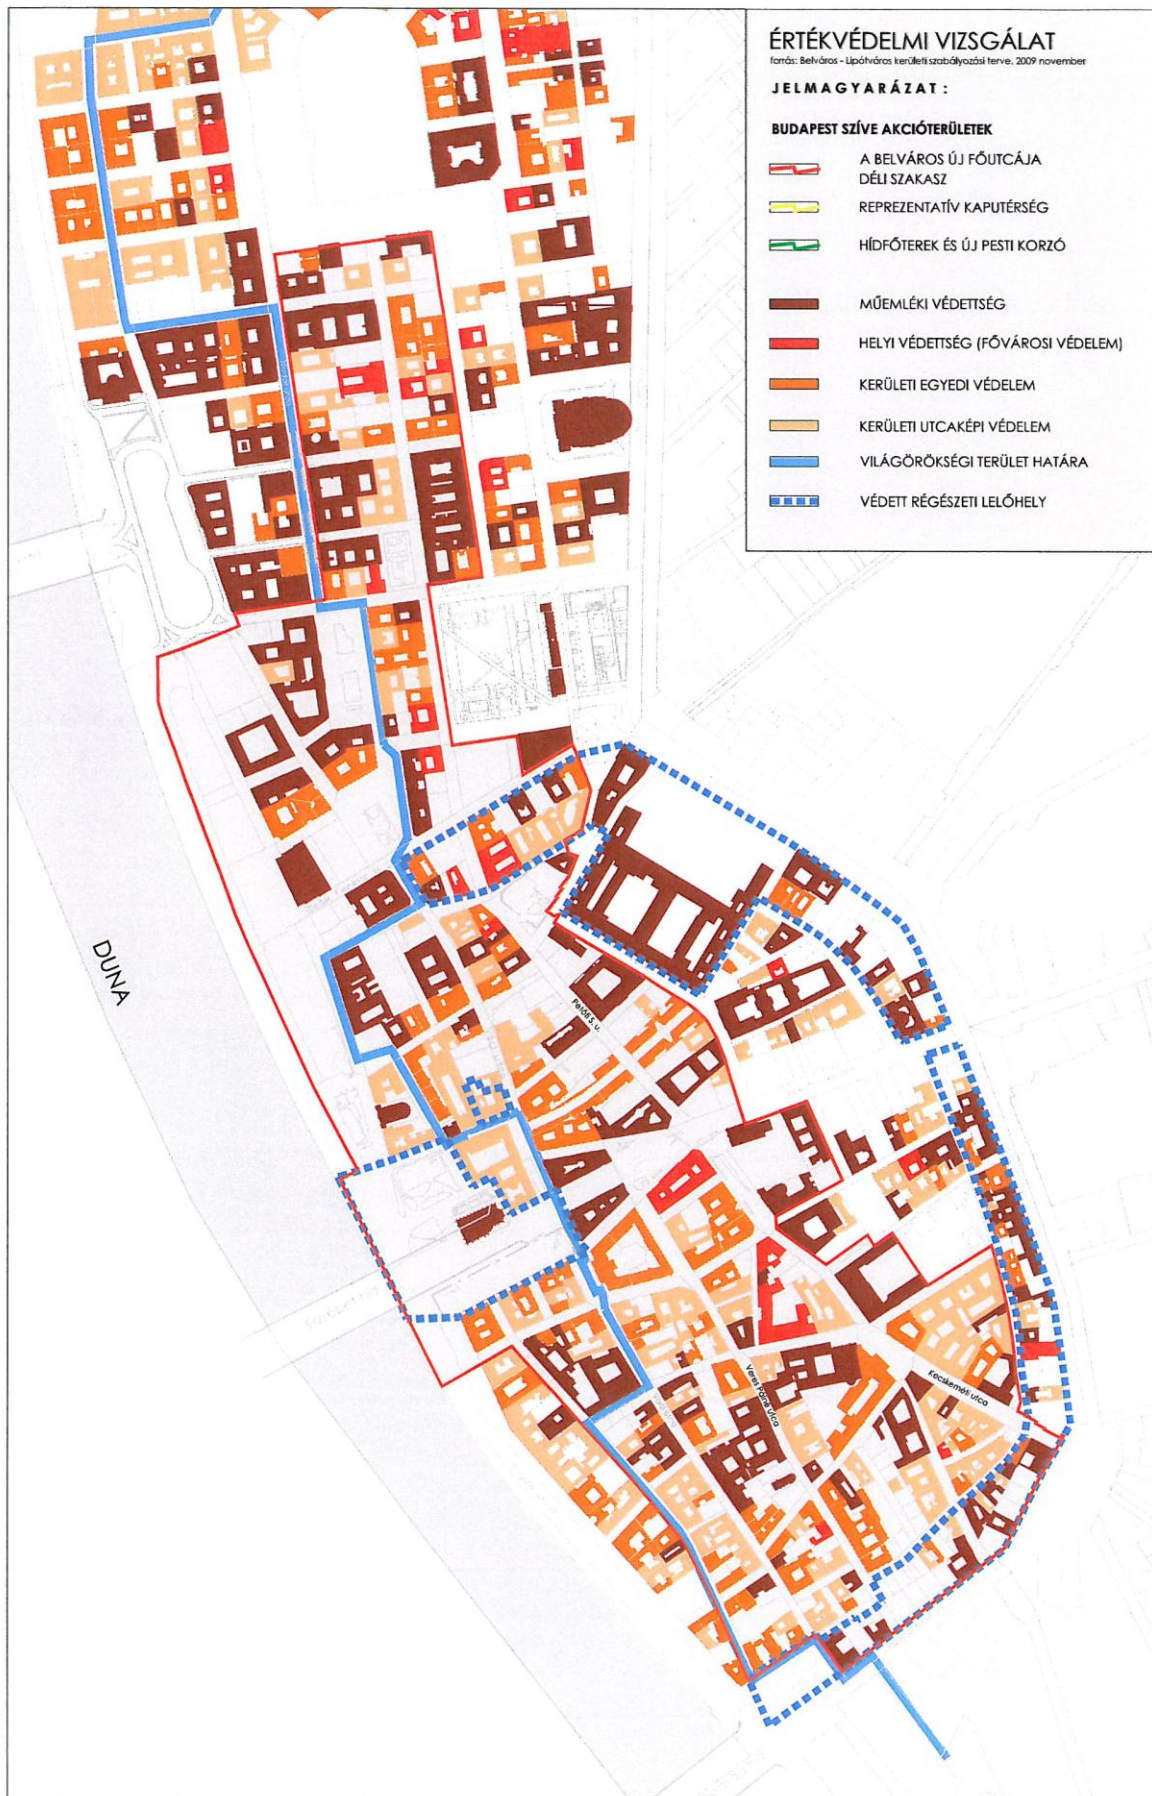 ÉRTÉKVÉDELMI VIZSGÁLAT
forrás: Belváros - Lipótváros kerületi szabályozási terve, 2009 november
JELMAGYARÁZAT :
BUDAPEST SZÍVE AKCIÓTERÜLETEK
A BELVÁROS ÚJ FŐUTCÁJA
DÉLI SZAKASZ
REPREZENTATÍV KAPUTÉRSÉG
HÍDFŐTEREK ÉS ÚJ PESTI KORZÓ
MŰEMLÉKI VÉDETTSÉG
HELYI VÉDETTSÉG (FŐVÁROSI VÉDELEM)
KERÜLETI EGYEDI VÉDELEM
KERÜLETI UTCAKÉPI VÉDELEM
VILÁGÖRÖKSÉGI TERÜLET HATÁRA
VÉDETT RÉGÉSZETI LELŐHELY
DUNA
Petőfi S. u.
Veres Pálné utca
Kecskeméti utca